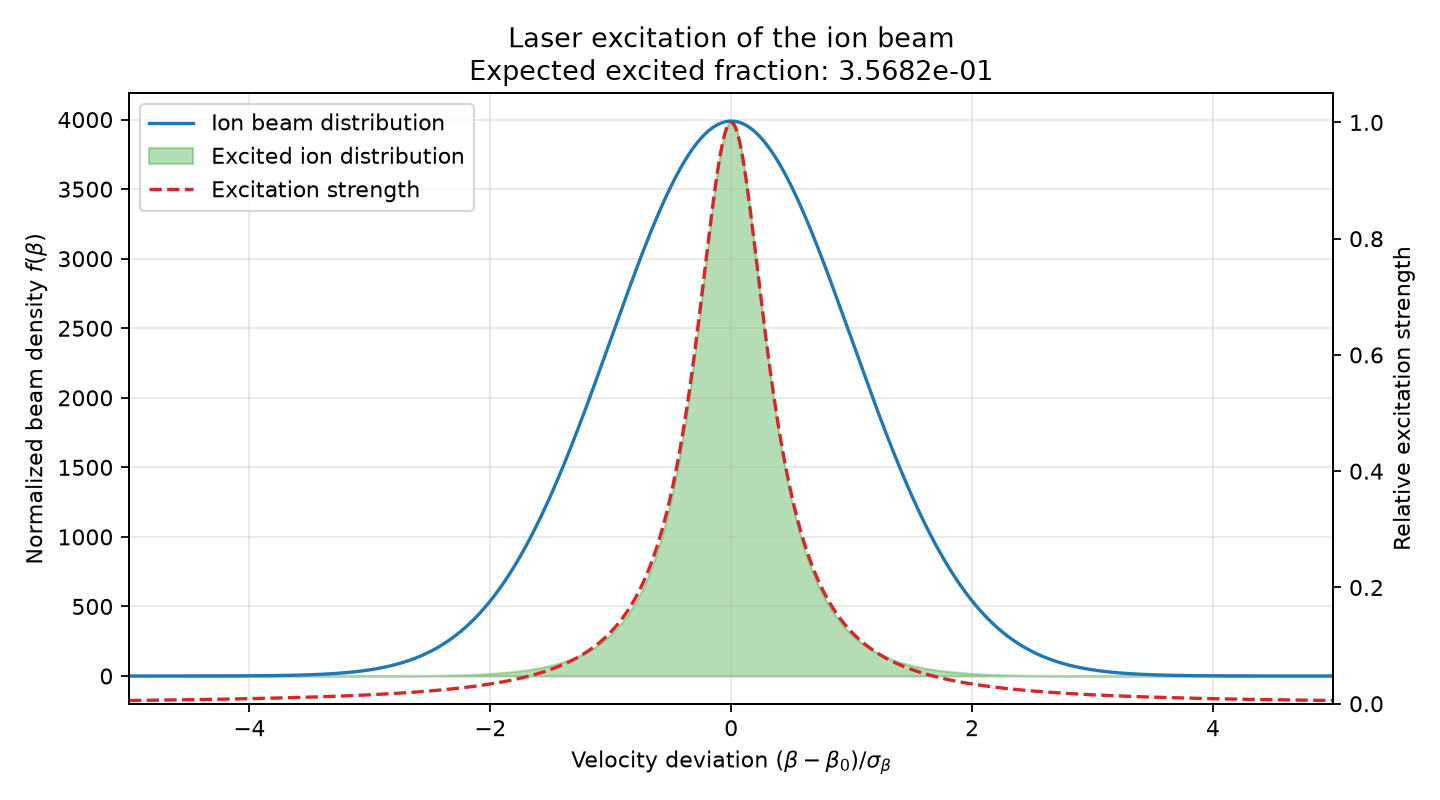 Laser excitation of the ion beam
Expected excited fraction: 3.5682e-01
Ion beam distribution
Excited ion distribution
Excitation strength
Normalized beam density f(β)
4000
3500
3000
2500
2000
1500
1000
500
0
1.0
0.8
0.6
0.4
0.2
0.0
Relative excitation strength
−4
−2
0
2
4
Velocity deviation (β − β₀)/σᵦ